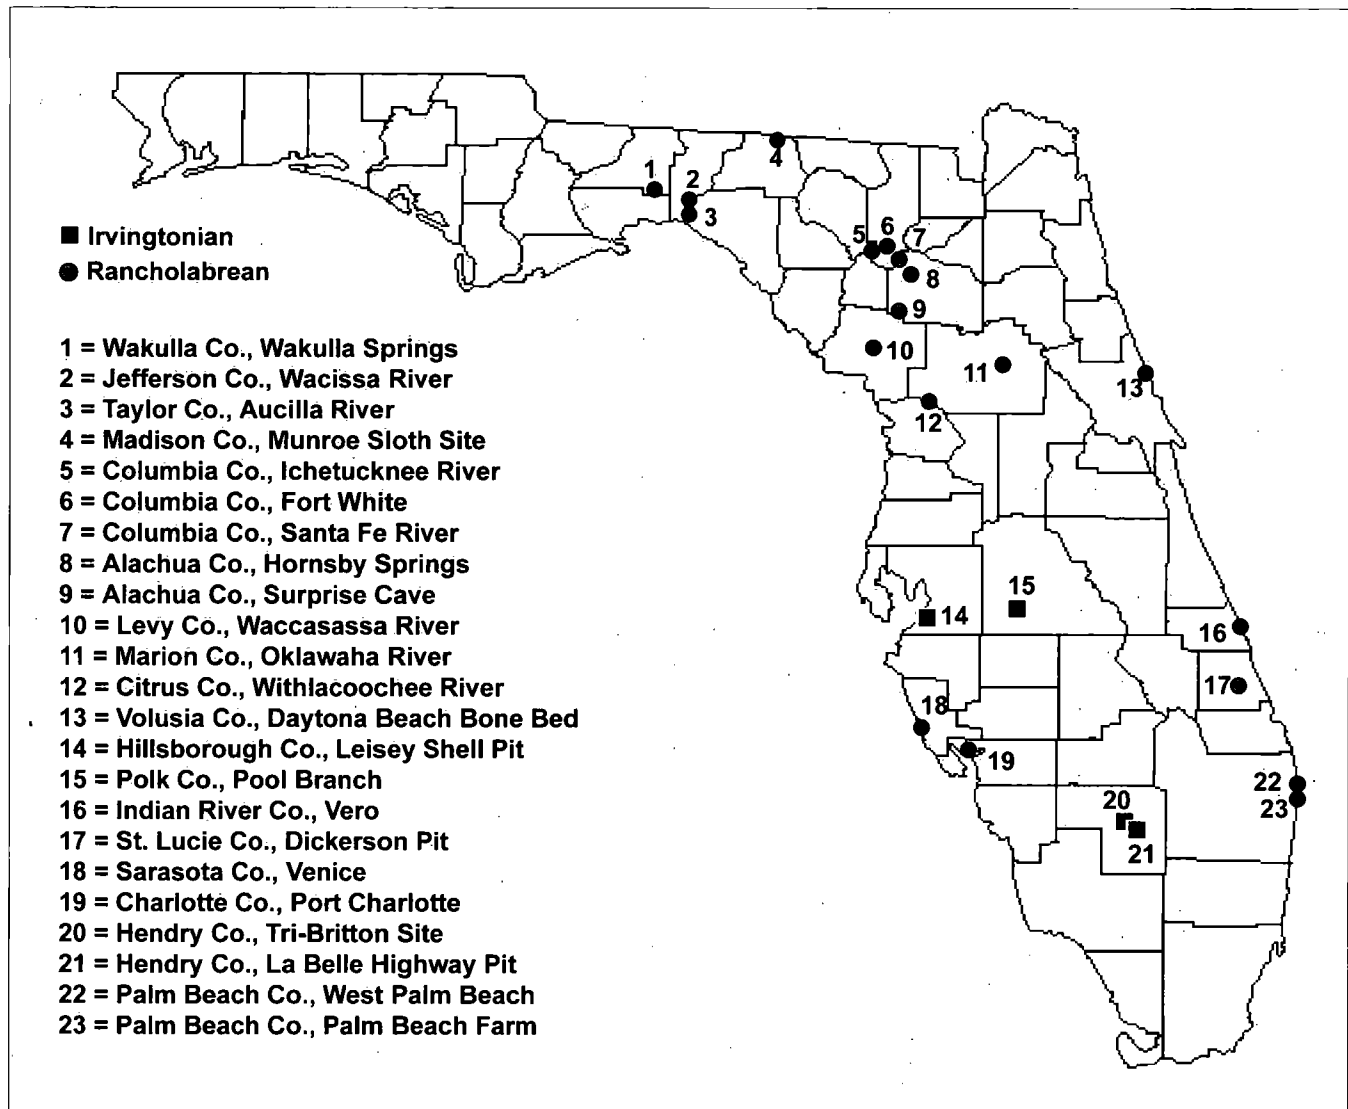 1
2
3
4
5
6
7
8
9
10
11
12
13
14
15
16
17
18
19
20
21
22
23
Irvingtonian
Rancholabrean
1 = Wakulla Co., Wakulla Springs
2 = Jefferson Co., Wacissa River
3 = Taylor Co., Aucilla River
4 = Madison Co., Munroe Sloth Site
5 = Columbia Co., Ichetucknee River
6 = Columbia Co., Fort White
7 = Columbia Co., Santa Fe River
8 = Alachua Co., Hornsby Springs
9 = Alachua Co., Surprise Cave
10 = Levy Co., Waccasassa River
11 = Marion Co., Oklawaha River
12 = Citrus Co., Withlacoochee River
13 = Volusia Co., Daytona Beach Bone Bed
14 = Hillsborough Co., Leisey Shell Pit
15 = Polk Co., Pool Branch
16 = Indian River Co., Vero
17 = St. Lucie Co., Dickerson Pit
18 = Sarasota Co., Venice
19 = Charlotte Co., Port Charlotte
20 = Hendry Co., Tri-Britton Site
21 = Hendry Co., La Belle Highway Pit
22 = Palm Beach Co., West Palm Beach
23 = Palm Beach Co., Palm Beach Farm